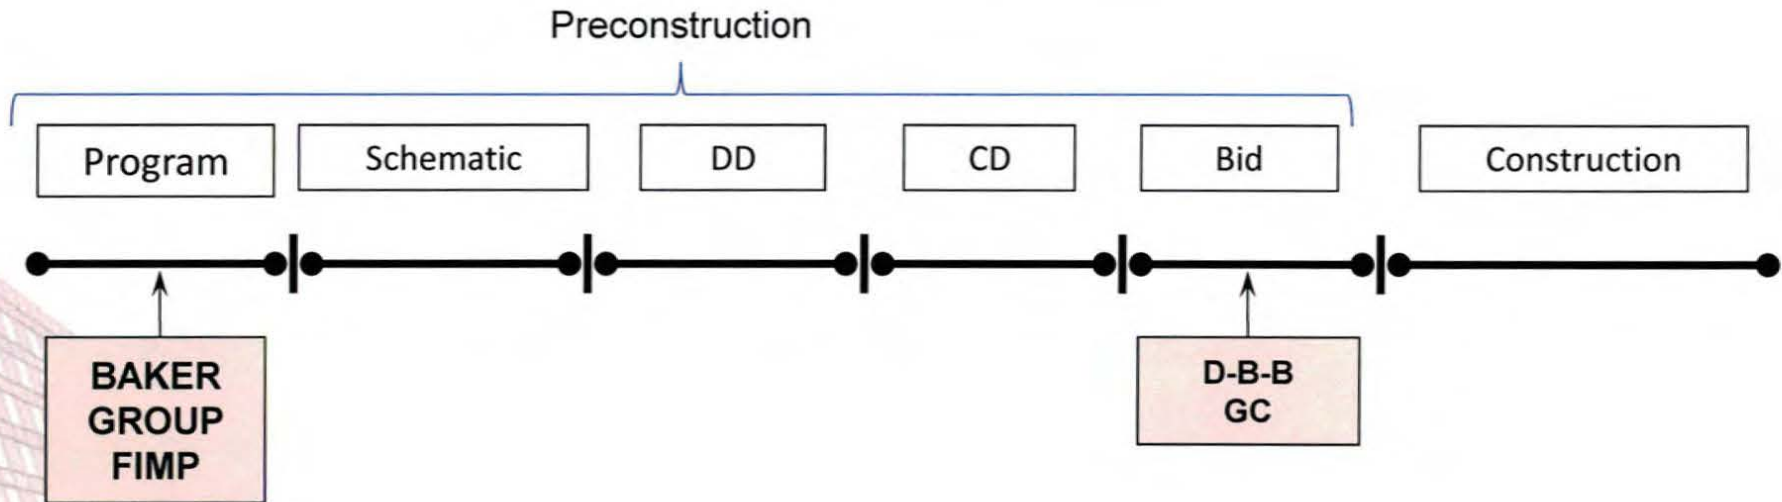 Preconstruction
Program
Schematic
DD
CD
Bid
Construction
BAKER
GROUP
FIMP
D-B-B
GC